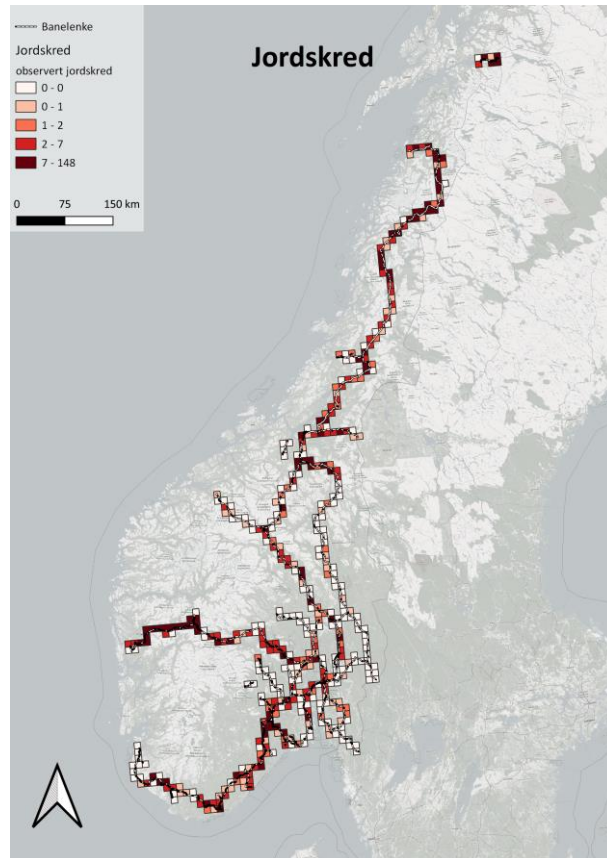 Banelenke
Jordskred
Jordskred
observert jordskred
0 - 0
0 - 1
1 - 2
2 - 7
7 - 148
0 75 150 km